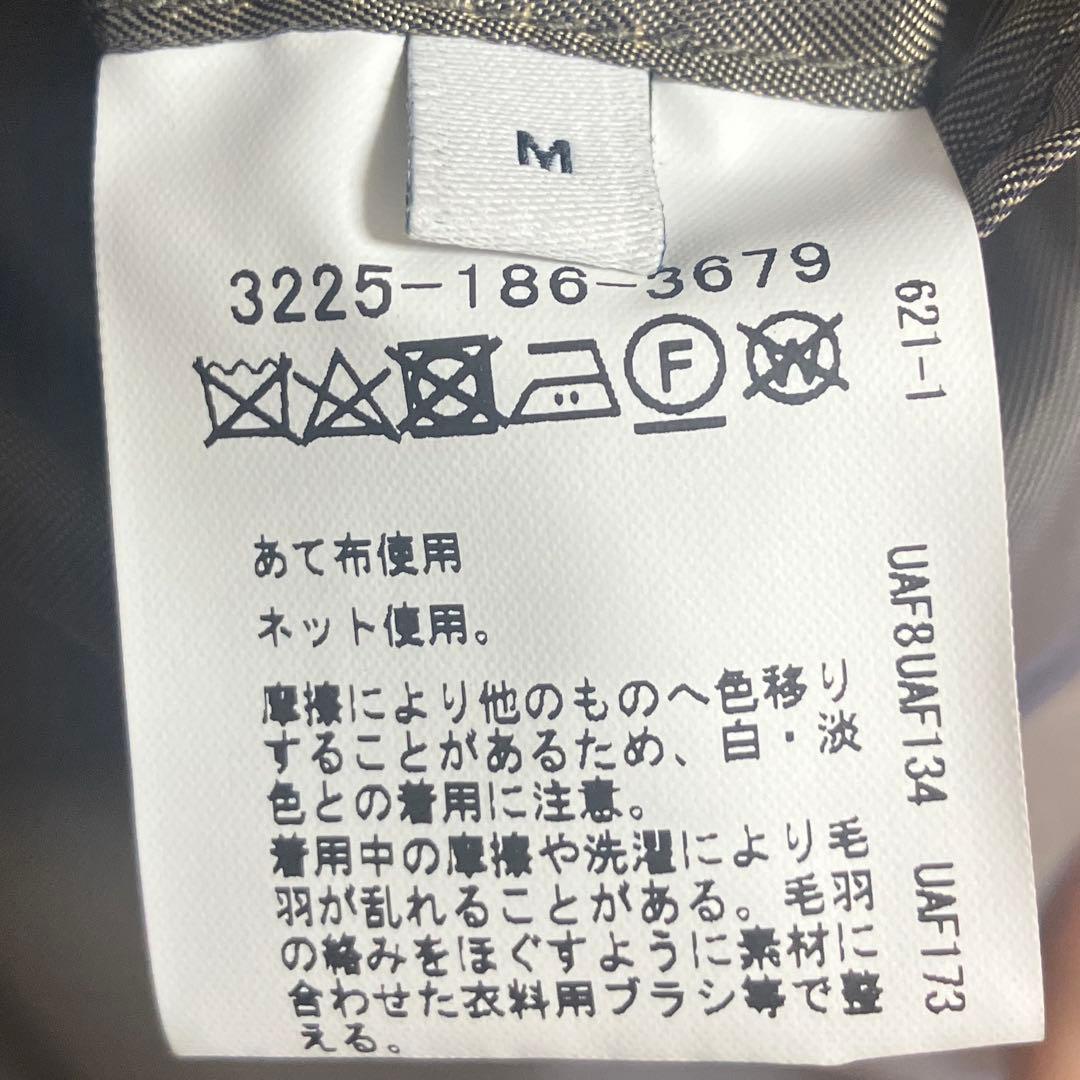 M
3225-186-3679
F
W
あて布使用
ネット使用。
摩擦により他のものへ色移り
することがあるため、白・淡
色との着用に注意。
着用中の摩擦や洗濯により毛
羽が乱れることがある。毛羽
の絡みをほぐすように素材に
合わせた衣料用ブラシ等で整
える。
621-1
UAF8UAF134 UAF173